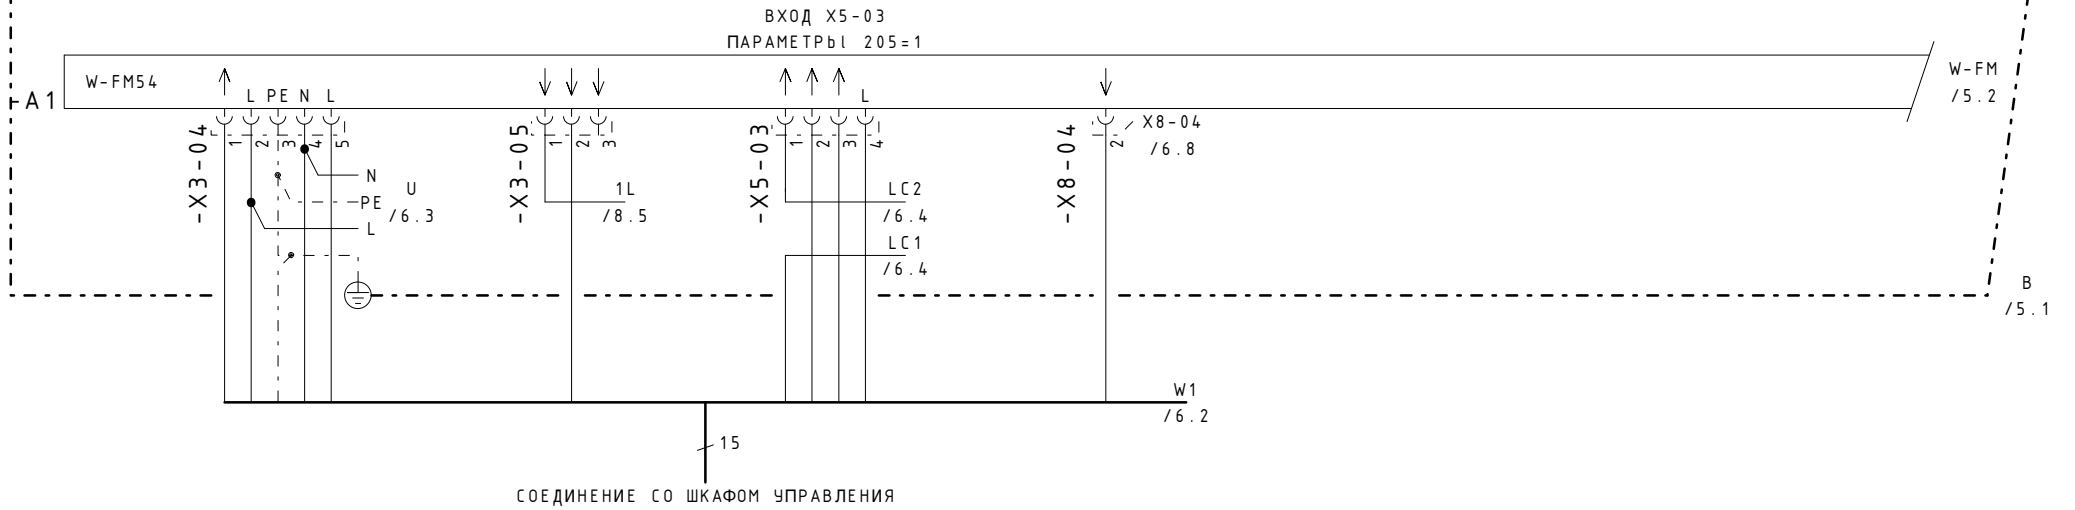 ВХОД X5-03
ПАРАМЕТРЫ 205=1
W-FM54
-A1
L PE N L
L
W-FM
/5.2
-X3-04
1 2 3 4 5
-X3-05
1 2 3
-X5-03
1 2 3 4
-X8-04
2
X8-04
/6.8
N
PE
L
U
/6.3
1L
/8.5
LC2
/6.4
LC1
/6.4
B
/5.1
W1
/6.2
15
СОЕДИНЕНИЕ СО ШКАФОМ УПРАВЛЕНИЯ